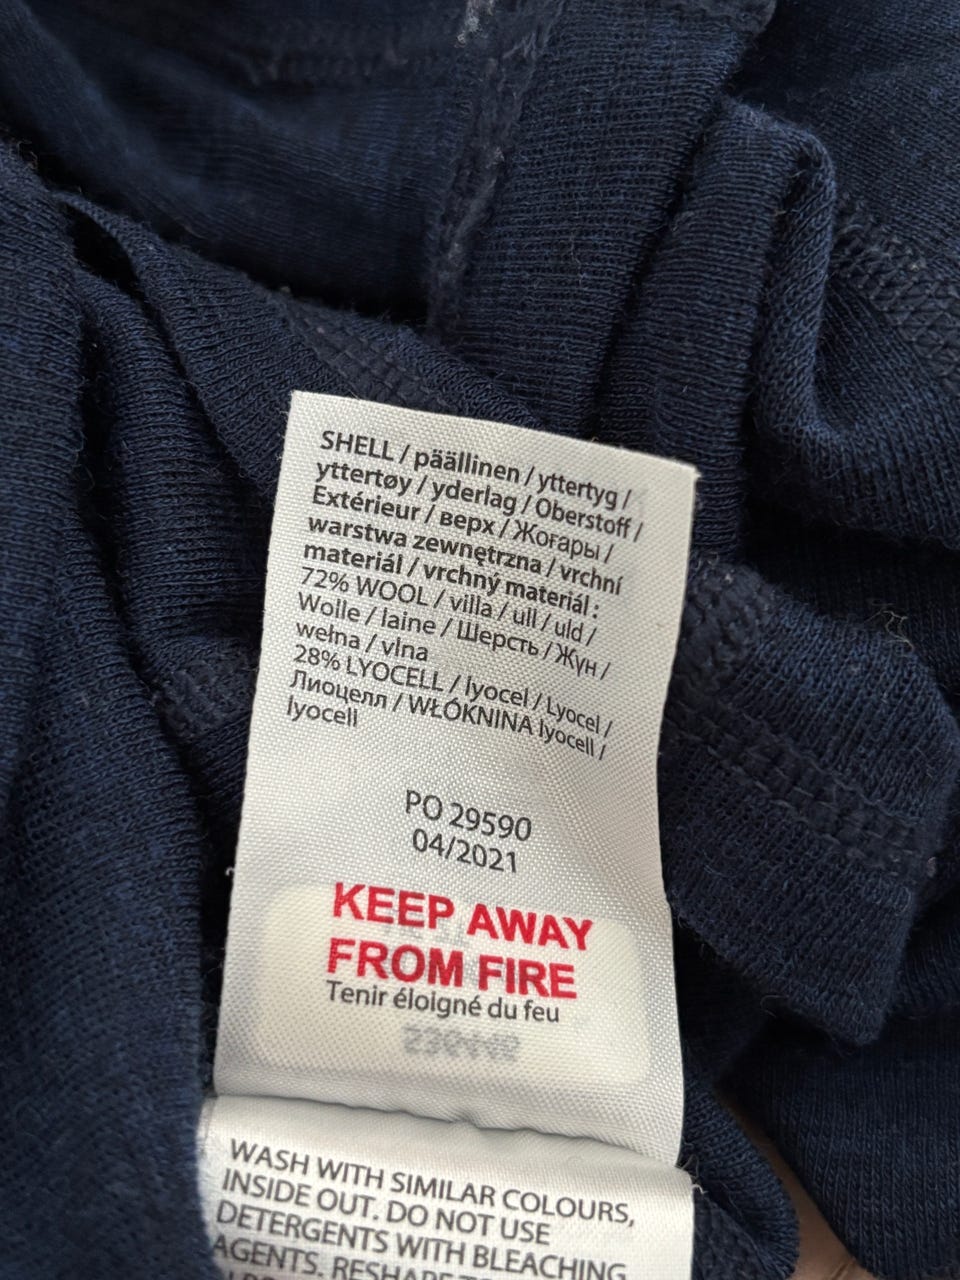 SHELL / päällinen / yttertyg /
yttertøy / yderlag / Oberstoff /
Extérieur / верх / Жоғары /
warstwa zewnętrzna / vrchní
materiál / vrchný materiál :
72% WOOL / villa / ull / uld /
Wolle / laine / Шерсть / Жүн /
wełna / vlna
28% LYOCELL / lyocel / Lyocel /
Лиоцелл / WŁÓKNINA lyocell /
lyocell
PO 29590
04/2021
KEEP AWAY
FROM FIRE
Tenir éloigné du feu
WASH WITH SIMILAR COLOURS,
INSIDE OUT. DO NOT USE
DETERGENTS WITH BLEACHING
AGENTS. RESHAPE